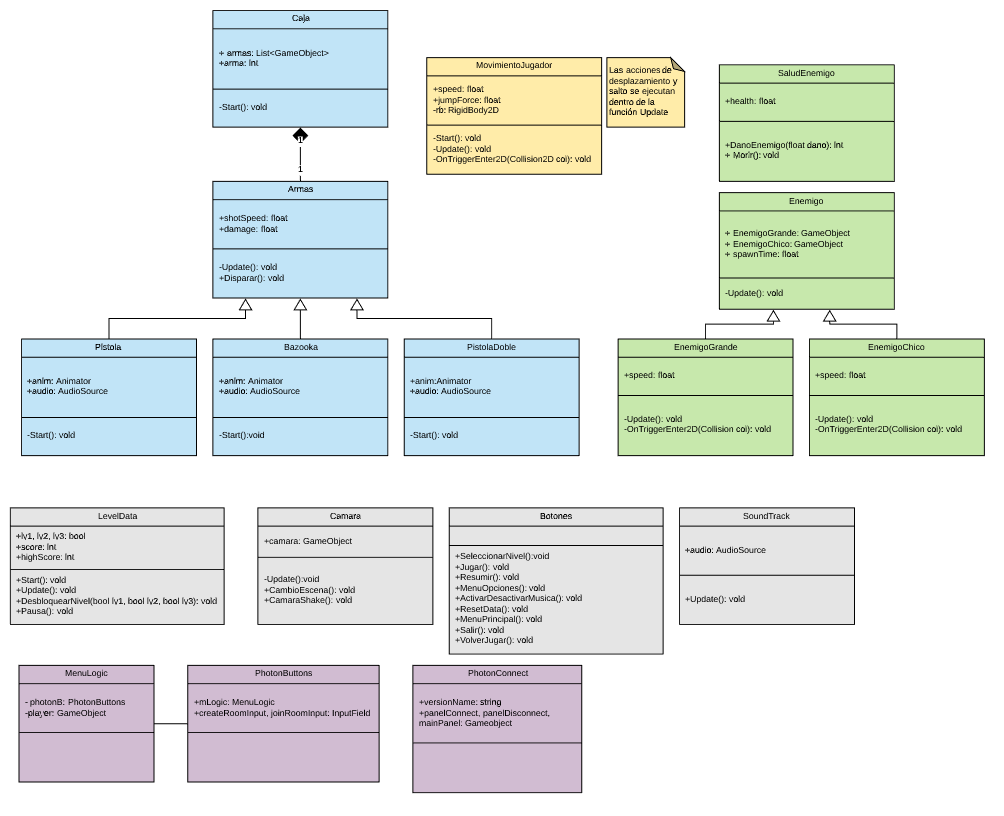 Caja
+ armas: List<GameObject>
+arma: int
-Start(): void
1
1
Armas
+shotSpeed: float
+damage: float
-Update(): void
+Disparar(): void
Pistola
+anim: Animator
+audio: AudioSource
-Start(): void
Bazooka
+anim: Animator
+audio: AudioSource
-Start():void
PistolaDoble
+anim:Animator
+audio: AudioSource
-Start(): void
MovimientoJugador
+speed: float
+jumpForce: float
-rb: RigidBody2D
-Start(): void
-Update(): void
-OnTriggerEnter2D(Collision2D col): void
Las acciones de
desplazamiento y
salto se ejecutan
dentro de la
función Update
SaludEnemigo
+health: float
+DanoEnemigo(float dano): int
+ Morir(): void
Enemigo
+ EnemigoGrande: GameObject
+ EnemigoChico: GameObject
+ spawnTime: float
-Update(): void
EnemigoGrande
+speed: float
-Update(): void
-OnTriggerEnter2D(Collision col): void
EnemigoChico
+speed: float
-Update(): void
-OnTriggerEnter2D(Collision col): void
LevelData
+lv1, lv2, lv3: bool
+score: int
+highScore: int
+Start(): void
+Update(): void
+DesbloquearNivel(bool lv1, bool lv2, bool lv3): void
+Pausa(): void
Camara
+camara: GameObject
-Update():void
+CambioEscena(): void
+CamaraShake(): void
Botones
+SeleccionarNivel():void
+Jugar(): void
+Resumir(): void
+MenuOpciones(): void
+ActivarDesactivarMusica(): void
+ResetData(): void
+MenuPrincipal(): void
+Salir(): void
+VolverJugar(): void
SoundTrack
+audio: AudioSource
+Update(): void
MenuLogic
- photonB: PhotonButtons
-player: GameObject
PhotonButtons
+mLogic: MenuLogic
+createRoomInput, joinRoomInput: InputField
PhotonConnect
+versionName: string
+panelConnect, panelDisconnect,
mainPanel: Gameobject